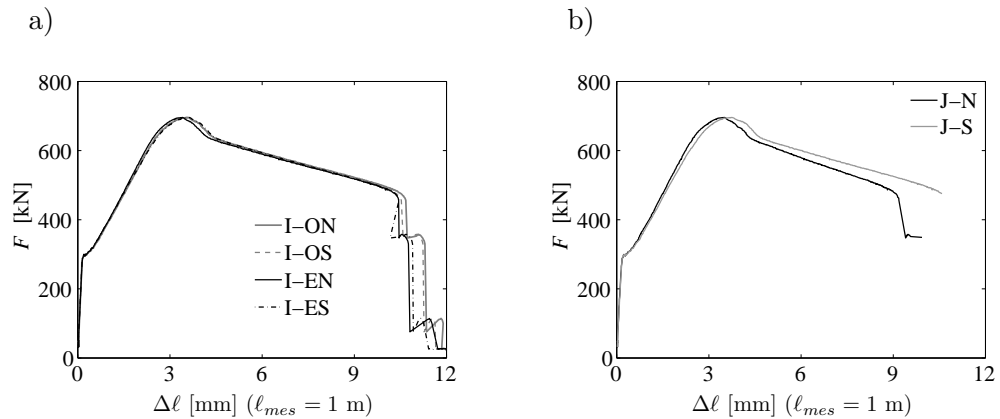 a)
800
600
400
200
0
F [kN]
I–ON
I–OS
I–EN
I–ES
0 3 6 9 12
Δℓ [mm] (ℓmes = 1 m)
b)
800
600
400
200
0
F [kN]
J–N
J–S
0 3 6 9 12
Δℓ [mm] (ℓmes = 1 m)